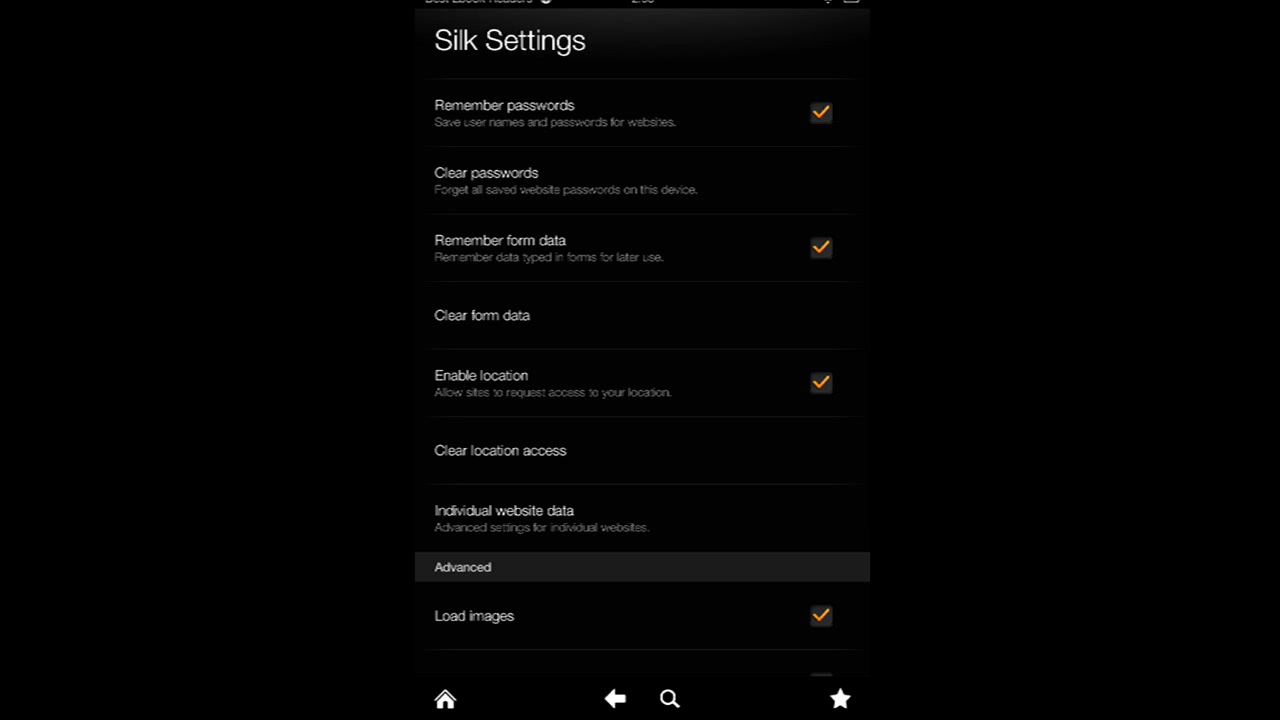 Silk Settings
Remember passwords
Save user names and passwords for websites.
Clear passwords
Forget all saved website passwords on this device.
Remember form data
Remember data typed in forms for later use.
Clear form data
Enable location
Allow sites to request access to your location.
Clear location access
Individual website data
Advanced settings for individual websites.
Advanced
Load images